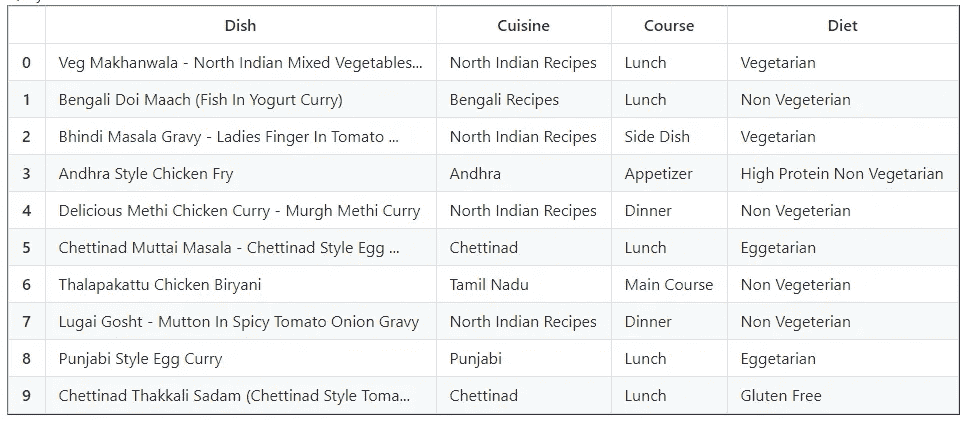 Dish Cuisine Course Diet
0 Veg Makhanwala - North Indian Mixed Vegetables... North Indian Recipes Lunch Vegetarian
1 Bengali Doi Maach (Fish In Yogurt Curry) Bengali Recipes Lunch Non Vegeterian
2 Bhindi Masala Gravy - Ladies Finger In Tomato ... North Indian Recipes Side Dish Vegetarian
3 Andhra Style Chicken Fry Andhra Appetizer High Protein Non Vegetarian
4 Delicious Methi Chicken Curry - Murgh Methi Curry North Indian Recipes Dinner Non Vegeterian
5 Chettinad Muttai Masala - Chettinad Style Egg ... Chettinad Lunch Eggetarian
6 Thalapakattu Chicken Biryani Tamil Nadu Main Course Non Vegeterian
7 Lugai Gosht - Mutton In Spicy Tomato Onion Gravy North Indian Recipes Dinner Non Vegeterian
8 Punjabi Style Egg Curry Punjabi Lunch Eggetarian
9 Chettinad Thakkali Sadam (Chettinad Style Toma... Chettinad Lunch Gluten Free